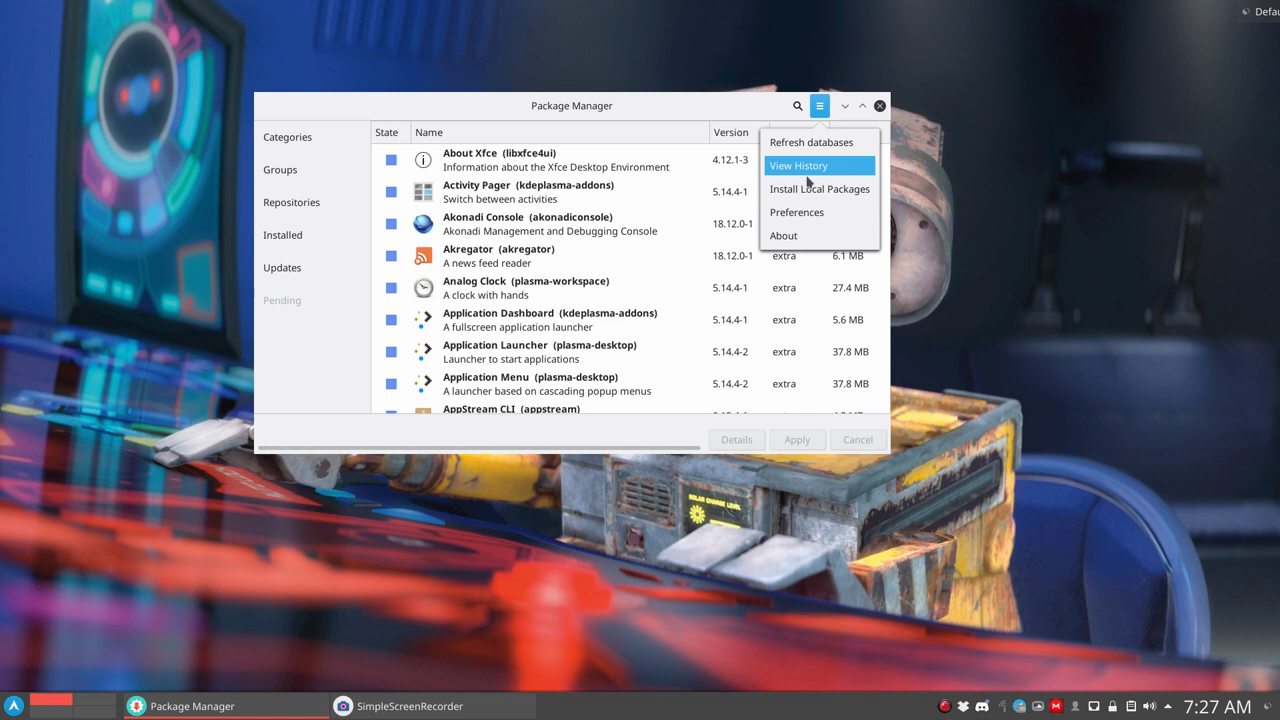 Defau
Package Manager
Categories
Groups
Repositories
Installed
Updates
Pending
State
Name
Version
About Xfce (libxfce4ui)
Information about the Xfce Desktop Environment
4.12.1-3
Activity Pager (kdeplasma-addons)
Switch between activities
5.14.4-1
Akonadi Console (akonadiconsole)
Akonadi Management and Debugging Console
18.12.0-1
Akregator (akregator)
A news feed reader
18.12.0-1
extra
6.1 MB
Analog Clock (plasma-workspace)
A clock with hands
5.14.4-1
extra
27.4 MB
Application Dashboard (kdeplasma-addons)
A fullscreen application launcher
5.14.4-1
extra
5.6 MB
Application Launcher (plasma-desktop)
Launcher to start applications
5.14.4-2
extra
37.8 MB
Application Menu (plasma-desktop)
A launcher based on cascading popup menus
5.14.4-2
extra
37.8 MB
AppStream CLI (appstream)
Refresh databases
View History
Install Local Packages
Preferences
About
Details
Apply
Cancel
SOLAR CHARGE LEVEL
Package Manager
SimpleScreenRecorder
7:27 AM